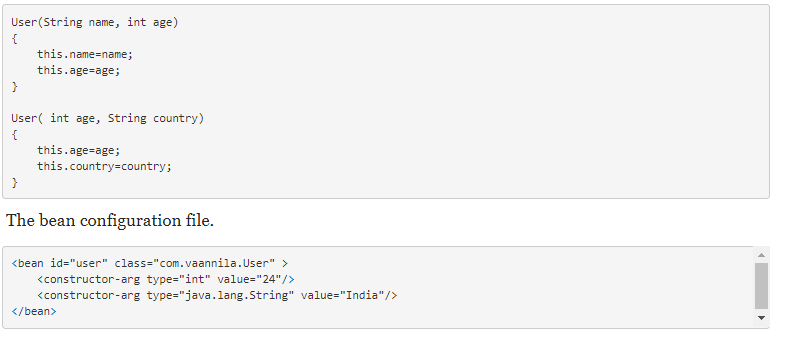 User(String name, int age)
{
    this.name=name;
    this.age=age;
}
User( int age, String country)
{
    this.age=age;
    this.country=country;
}
The bean configuration file.
<bean id="user" class="com.vaannila.User" >
    <constructor-arg type="int" value="24"/>
    <constructor-arg type="java.lang.String" value="India"/>
</bean>